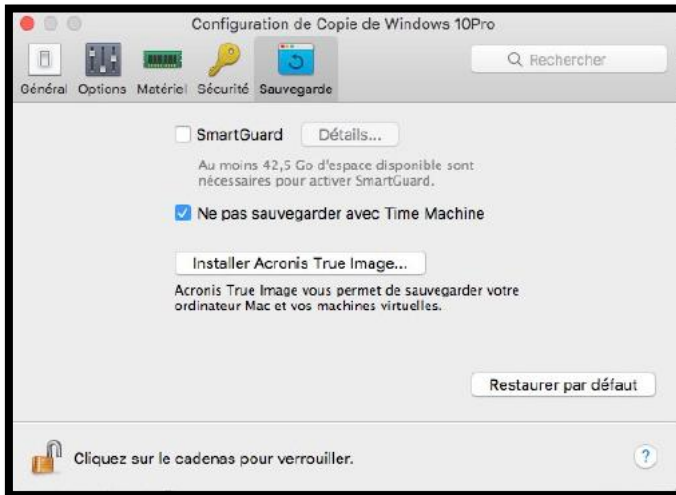 Configuration de Copie de Windows 10Pro
Général Options Matériel Sécurité Sauvegarde
Rechercher
SmartGuard Détails...
Au moins 42,5 Go d'espace disponible sont
nécessaires pour activer SmartGuard.
Ne pas sauvegarder avec Time Machine
Installer Acronis True Image...
Acronis True Image vous permet de sauvegarder votre
ordinateur Mac et vos machines virtuelles.
Restaurer par défaut
Cliquez sur le cadenas pour verrouiller.
?